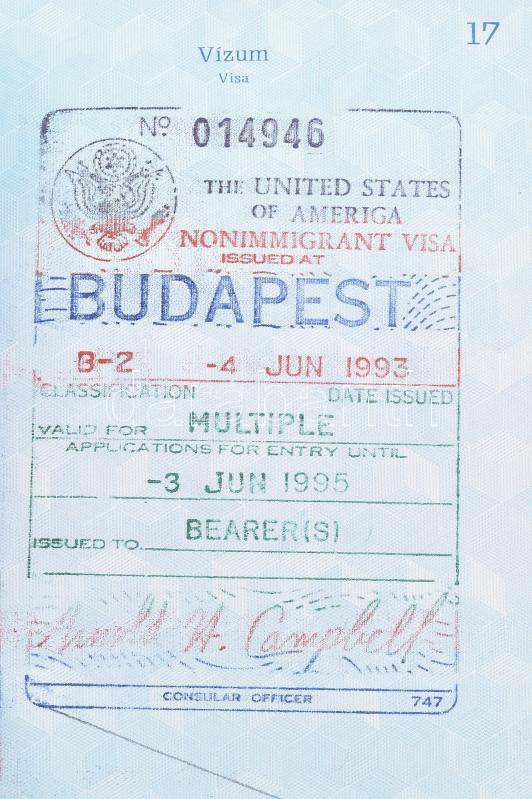 17
Vízum
Visa
Nº 014946
THE UNITED STATES
OF AMERICA
NONIMMIGRANT VISA
ISSUED AT
BUDAPEST
B-2 -4 JUN 1993
CLASSIFICATION DATE ISSUED
VALID FOR MULTIPLE
APPLICATIONS FOR ENTRY UNTIL
-3 JUN 1995
ISSUED TO BEARER(S)
Arnold H. Campbell
CONSULAR OFFICER 747